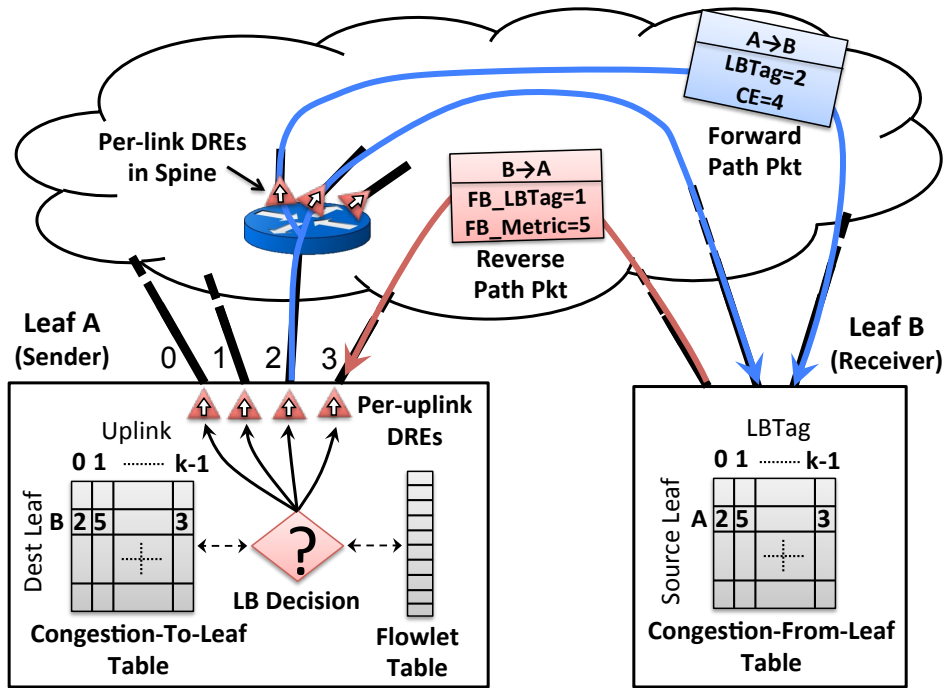 A→B
LBTag=2
CE=4
Forward
Path Pkt
Per-link DREs
in Spine
B→A
FB_LBTag=1
FB_Metric=5
Reverse
Path Pkt
Leaf A
(Sender)
0 1 2 3
Leaf B
(Receiver)
Per-uplink
DREs
Uplink
0 1 ........ k-1
Dest Leaf
B 2 5 3
?
LB Decision
Congestion-To-Leaf
Table
Flowlet
Table
LBTag
0 1 ........ k-1
Source Leaf
A 2 5 3
Congestion-From-Leaf
Table